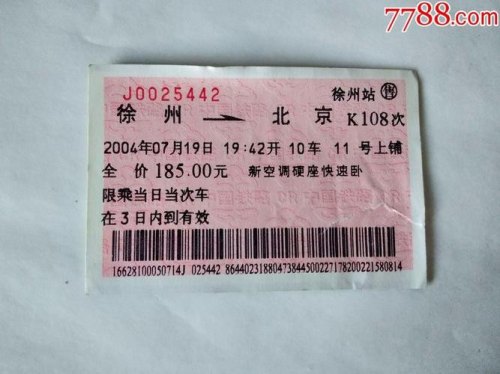 7788.com
J0025442
徐州站 售
徐州 → 北京 K108次
2004年07月19日 19:42开 10车 11号上铺
全 价 185.00元 新空调硬座快速卧
限乘当日当次车
在3日内到有效
16628100050714J 025442 8644023188047384450022717820022158​0814